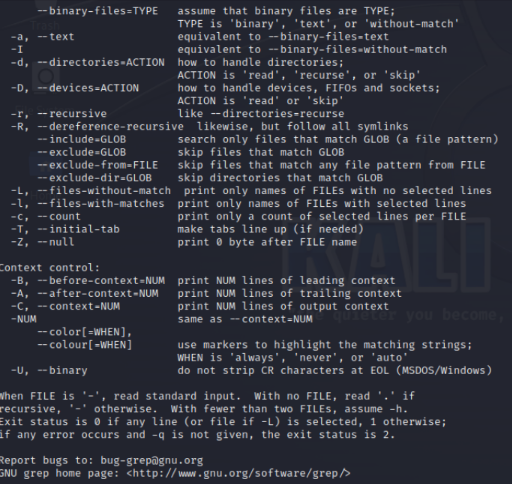 --binary-files=TYPE assume that binary files are TYPE;
TYPE is 'binary', 'text', or 'without-match'
-a, --text equivalent to --binary-files=text
-I equivalent to --binary-files=without-match
-d, --directories=ACTION how to handle directories;
ACTION is 'read', 'recurse', or 'skip'
-D, --devices=ACTION how to handle devices, FIFOs and sockets;
ACTION is 'read' or 'skip'
-r, --recursive like --directories=recurse
-R, --dereference-recursive likewise, but follow all symlinks
--include=GLOB search only files that match GLOB (a file pattern)
--exclude=GLOB skip files that match GLOB
--exclude-from=FILE skip files that match any file pattern from FILE
--exclude-dir=GLOB skip directories that match GLOB
-L, --files-without-match print only names of FILEs with no selected lines
-l, --files-with-matches print only names of FILEs with selected lines
-c, --count print only a count of selected lines per FILE
-T, --initial-tab make tabs line up (if needed)
-Z, --null print 0 byte after FILE name
Context control:
-B, --before-context=NUM print NUM lines of leading context
-A, --after-context=NUM print NUM lines of trailing context
-C, --context=NUM print NUM lines of output context
-NUM same as --context=NUM
--color[=WHEN],
--colour[=WHEN] use markers to highlight the matching strings;
WHEN is 'always', 'never', or 'auto'
-U, --binary do not strip CR characters at EOL (MSDOS/Windows)
When FILE is '-', read standard input. With no FILE, read '.' if
recursive, '-' otherwise. With fewer than two FILEs, assume -h.
Exit status is 0 if any line (or file if -L) is selected, 1 otherwise;
if any error occurs and -q is not given, the exit status is 2.
Report bugs to: bug-grep@gnu.org
GNU grep home page: <http://www.gnu.org/software/grep/>
KALI
quieter you become,